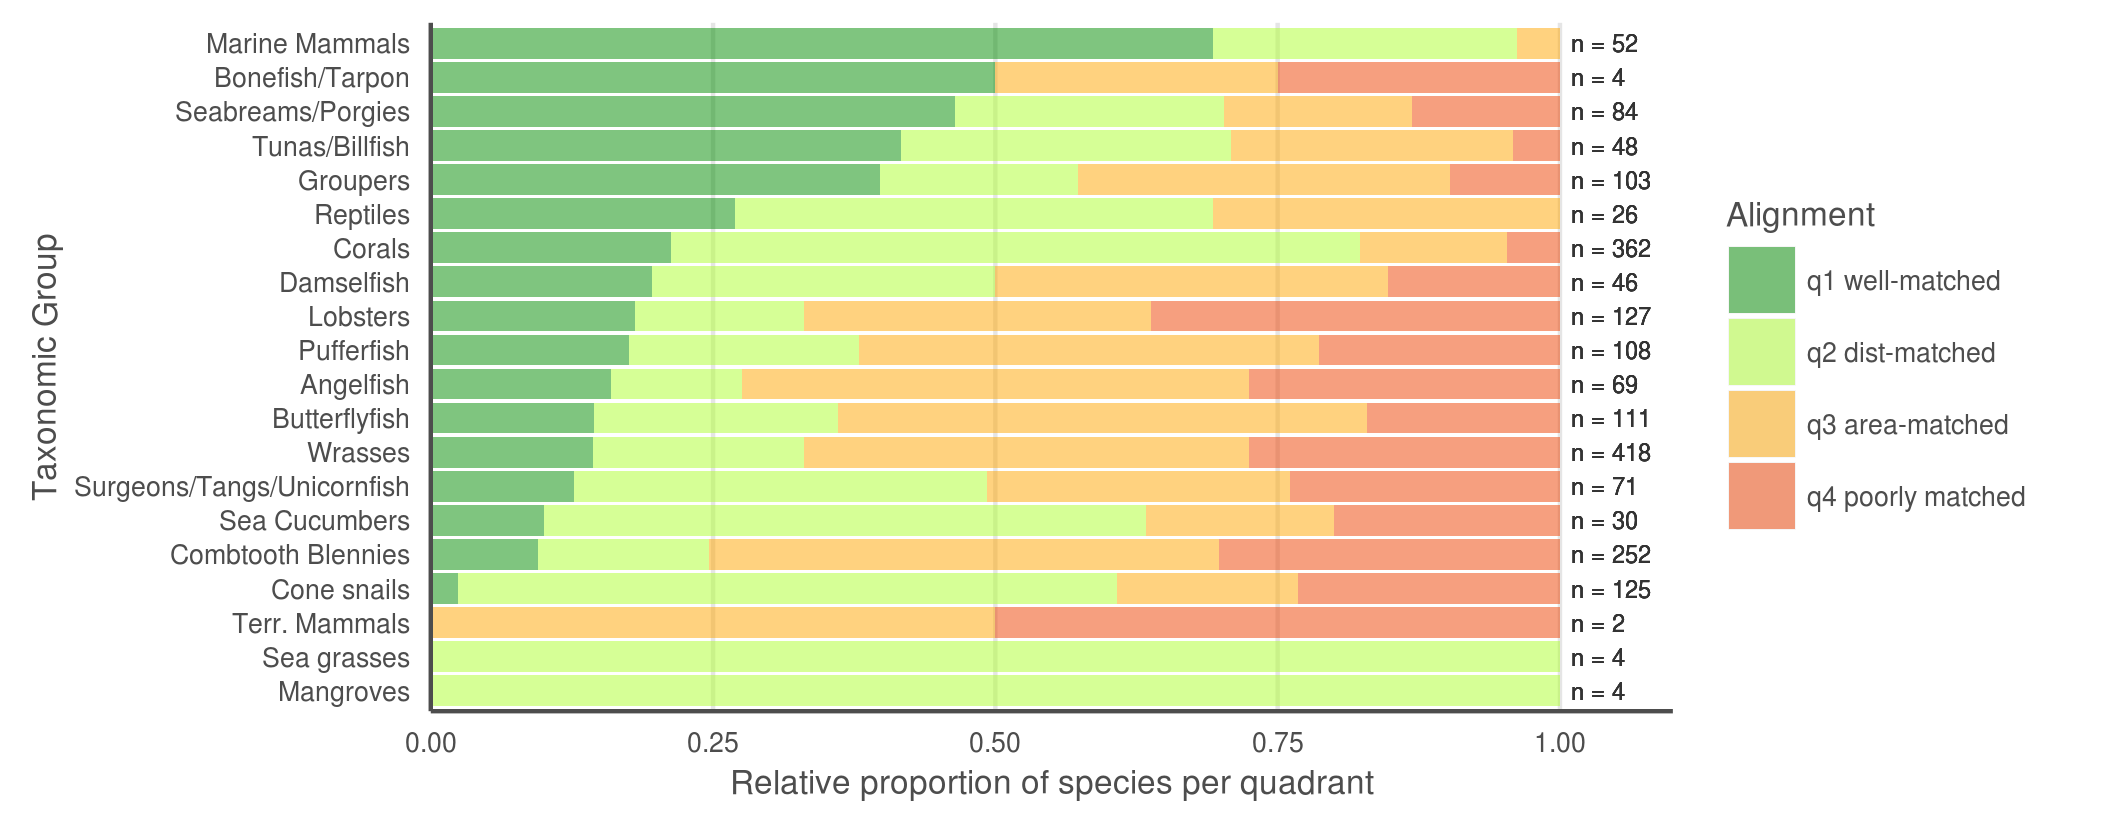 Taxonomic Group
Marine Mammals n = 52
Bonefish/Tarpon n = 4
Seabreams/Porgies n = 84
Tunas/Billfish n = 48
Groupers n = 103
Reptiles n = 26
Corals n = 362
Damselfish n = 46
Lobsters n = 127
Pufferfish n = 108
Angelfish n = 69
Butterflyfish n = 111
Wrasses n = 418
Surgeons/Tangs/Unicornfish n = 71
Sea Cucumbers n = 30
Combtooth Blennies n = 252
Cone snails n = 125
Terr. Mammals n = 2
Sea grasses n = 4
Mangroves n = 4
0.00 0.25 0.50 0.75 1.00
Relative proportion of species per quadrant
Alignment
q1 well-matched
q2 dist-matched
q3 area-matched
q4 poorly matched